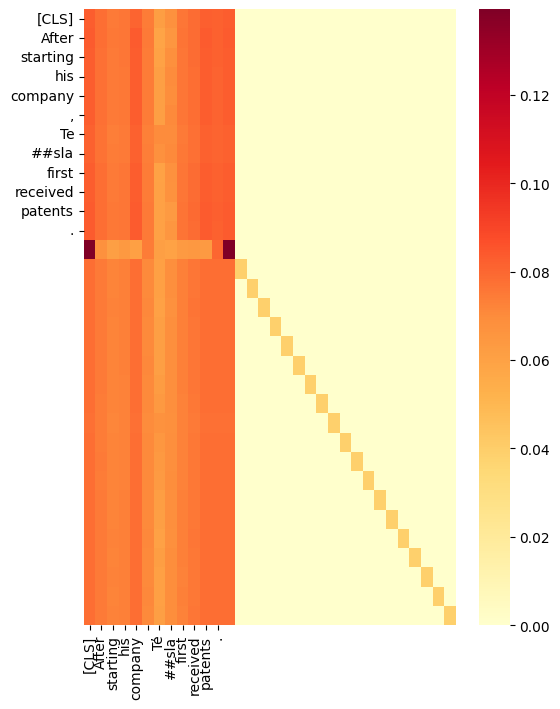 [CLS]
After
starting
his
company
,
Te
##sla
first
received
patents
.
0.12
0.10
0.08
0.06
0.04
0.02
0.00
[CLS]
After
starting
his
company
,
Te
##sla
first
received
patents
.